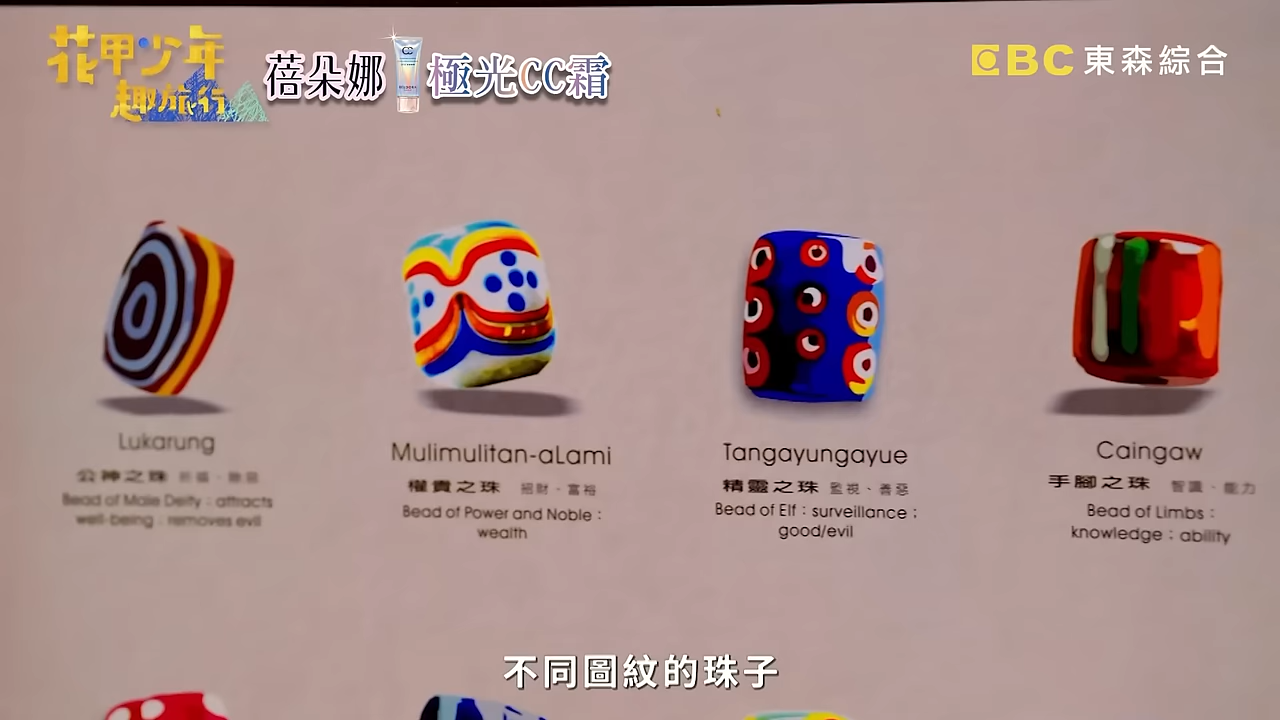 花甲少年
趣旅行
蓓朵娜 極光CC霜
EBC 東森綜合
Lukarung
公神之珠 祈福、除惡
Bead of Male Deity：attracts
well-being；removes evil
Mulimulitan-aLami
權貴之珠 招財、富裕
Bead of Power and Noble：
wealth
Tangayungayue
精靈之珠 監視、善惡
Bead of Elf：surveillance；
good/evil
Caingaw
手腳之珠 智識、能力
Bead of Limbs：
knowledge；ability
不同圖紋的珠子